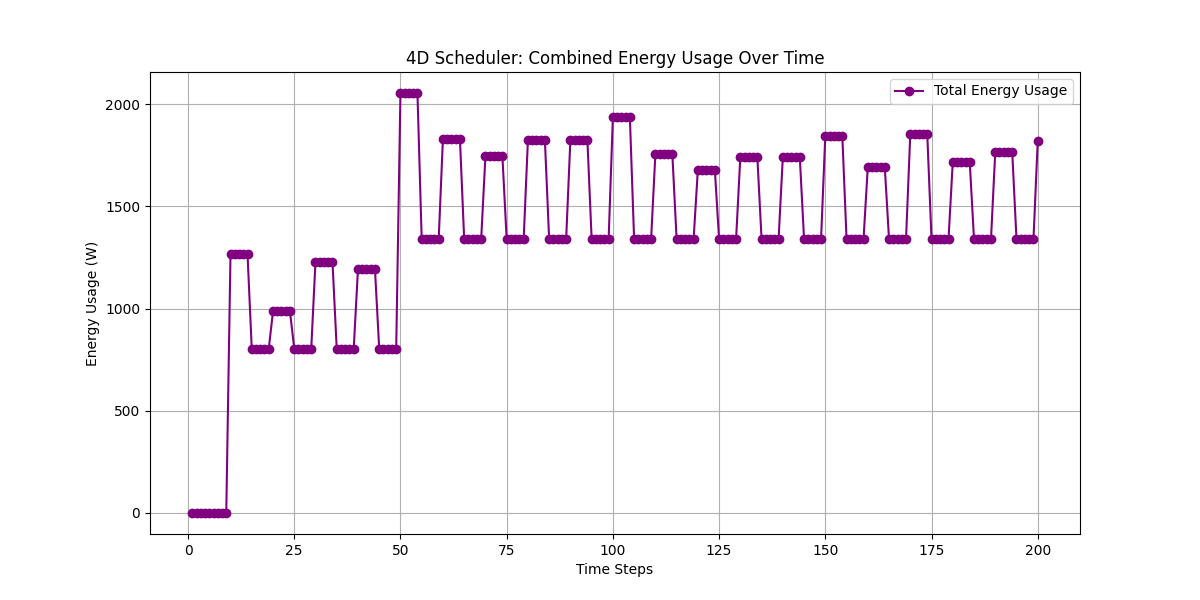 4D Scheduler: Combined Energy Usage Over Time
Total Energy Usage
Energy Usage (W)
2000
1500
1000
500
0
0 25 50 75 100 125 150 175 200
Time Steps